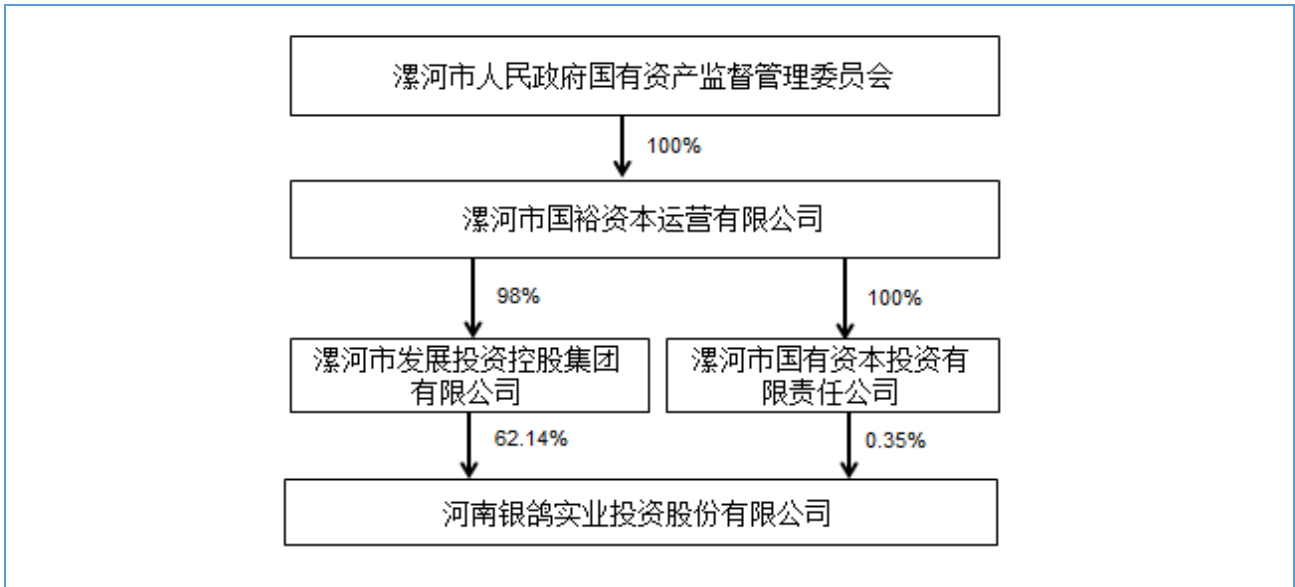 漯河市人民政府国有资产监督管理委员会
100%
漯河市国裕资本运营有限公司
98%
100%
漯河市发展投资控股集团
有限公司
漯河市国有资本投资有
限责任公司
62.14%
0.35%
河南银鸽实业投资股份有限公司